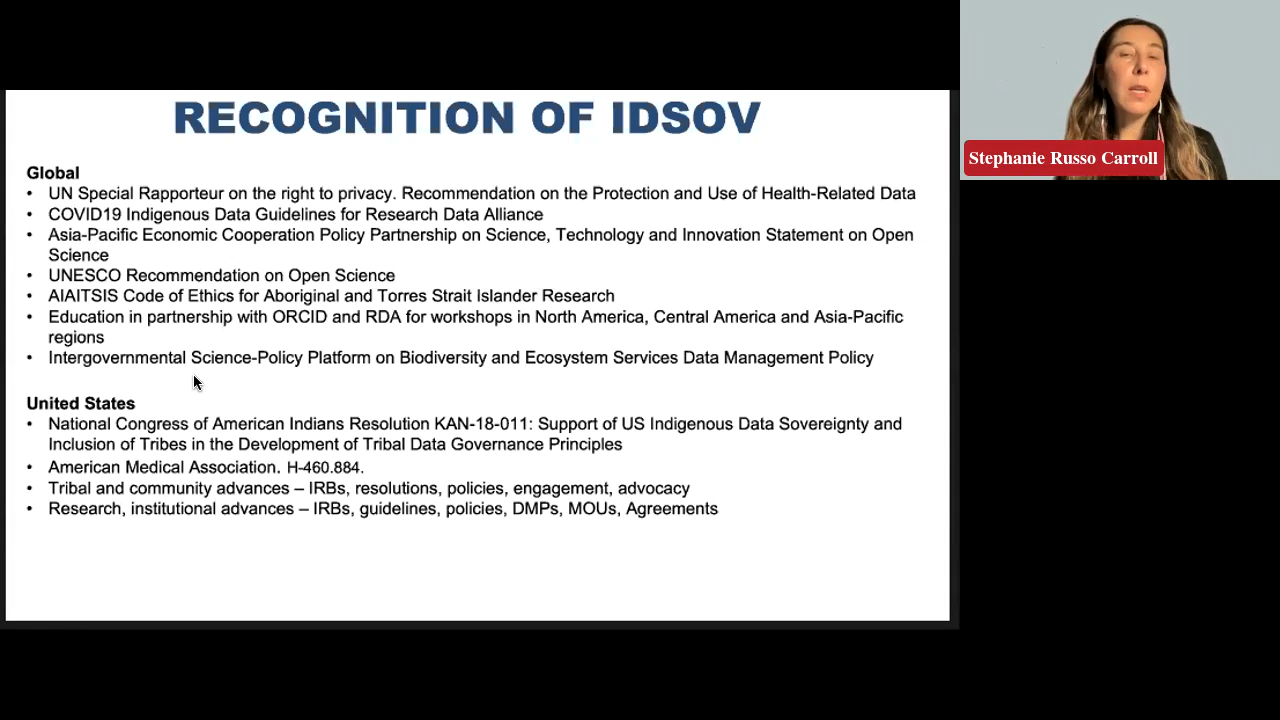 RECOGNITION OF IDSOV
Stephanie Russo Carroll
Global
• UN Special Rapporteur on the right to privacy. Recommendation on the Protection and Use of Health-Related Data
• COVID19 Indigenous Data Guidelines for Research Data Alliance
• Asia-Pacific Economic Cooperation Policy Partnership on Science, Technology and Innovation Statement on Open
Science
• UNESCO Recommendation on Open Science
• AIAITSIS Code of Ethics for Aboriginal and Torres Strait Islander Research
• Education in partnership with ORCID and RDA for workshops in North America, Central America and Asia-Pacific
regions
• Intergovernmental Science-Policy Platform on Biodiversity and Ecosystem Services Data Management Policy
United States
• National Congress of American Indians Resolution KAN-18-011: Support of US Indigenous Data Sovereignty and
Inclusion of Tribes in the Development of Tribal Data Governance Principles
• American Medical Association. H-460.884.
• Tribal and community advances – IRBs, resolutions, policies, engagement, advocacy
• Research, institutional advances – IRBs, guidelines, policies, DMPs, MOUs, Agreements